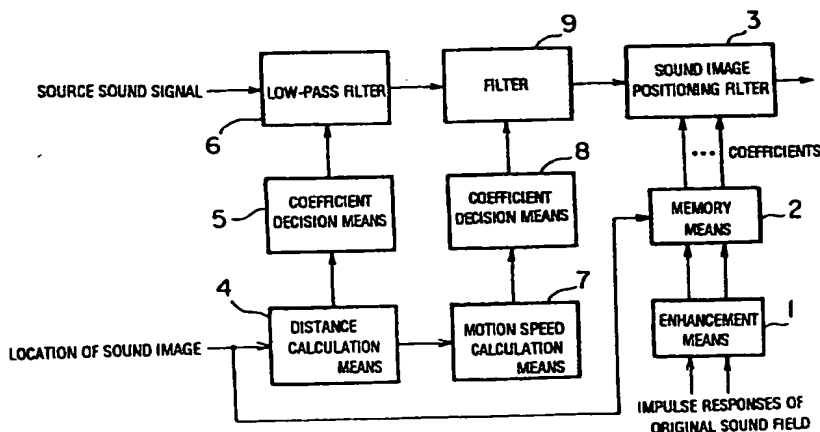 9
3
SOURCE SOUND SIGNAL
LOW-PASS FILTER
FILTER
SOUND IMAGE
POSITIONING FILTER
6
8
COEFFICIENTS
5
COEFFICIENT
DECISION MEANS
COEFFICIENT
DECISION MEANS
MEMORY
MEANS
2
4
7
LOCATION OF SOUND IMAGE
DISTANCE
CALCULATION
MEANS
MOTION SPEED
CALCULATION
MEANS
ENHANCEMENT
MEANS
1
IMPULSE RESPONSES OF
ORIGINAL SOUND FIELD